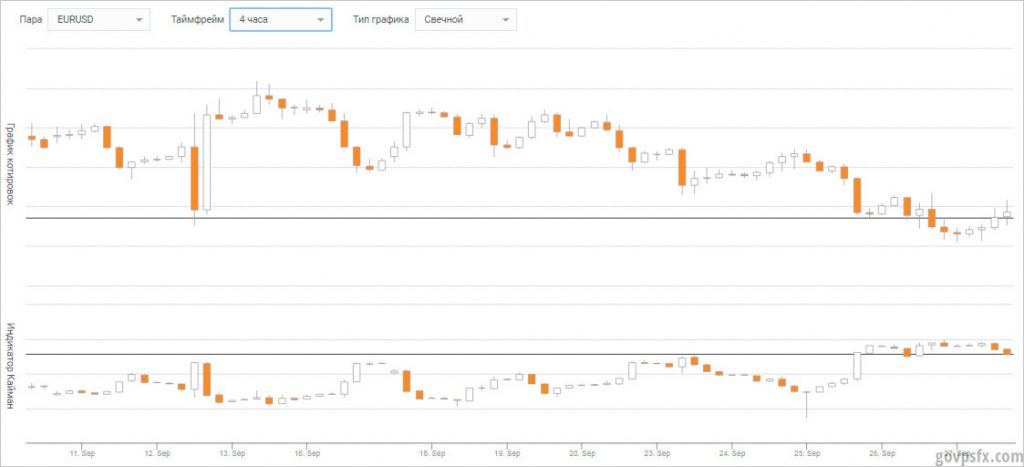 Пара EURUSD Таймфрейм 4 часа Тип графика Свечной
График котировок
Индикатор Кайман
11. Sep 12. Sep 13. Sep 16. Sep 18. Sep 19. Sep 20. Sep 23. Sep 24. Sep 25. Sep 26. Sep 27. Sep
govpsfx.com